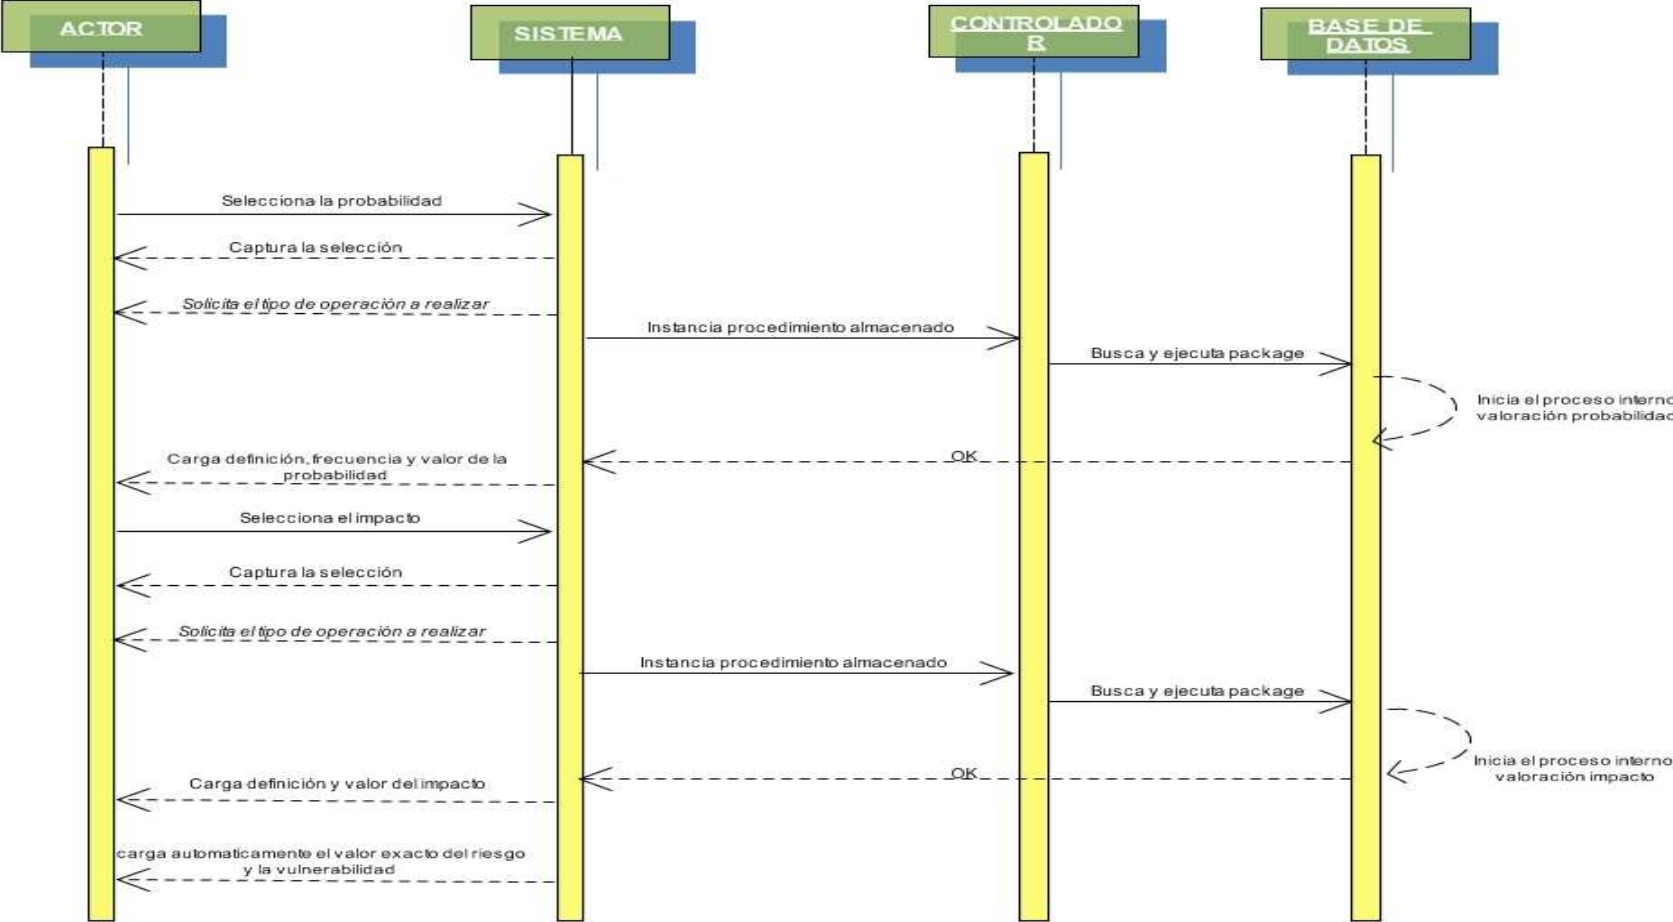 ACTOR
SISTEMA
CONTROLADO
R
BASE DE
DATOS
Selecciona la probabilidad
Captura la selección
Solicita el tipo de operación a realizar
Instancia procedimiento almacenado
Busca y ejecuta package
Inicia el proceso interno
valoración probabilidad
OK
Carga definición, frecuencia y valor de la
probabilidad
Selecciona el impacto
Captura la selección
Solicita el tipo de operación a realizar
Instancia procedimiento almacenado
Busca y ejecuta package
Inicia el proceso interno
valoración impacto
OK
Carga definición y valor del impacto
carga automaticamente el valor exacto del riesgo
y la vulnerabilidad